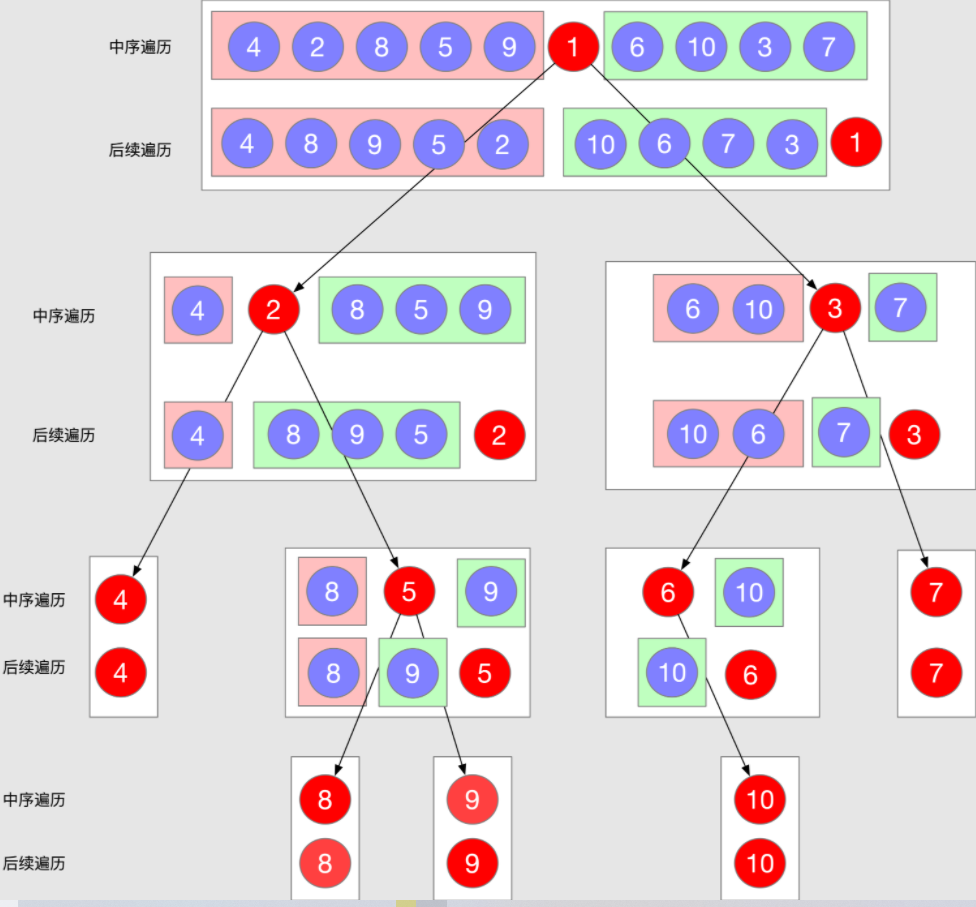 中序遍历 4 2 8 5 9 1 6 10 3 7
后续遍历 4 8 9 5 2 10 6 7 3 1
中序遍历 4 2 8 5 9 6 10 3 7
后续遍历 4 8 9 5 2 10 6 7 3
中序遍历 4 8 5 9 6 10 7
后续遍历 4 8 9 5 10 6 7
中序遍历 8 9 10
后续遍历 8 9 10